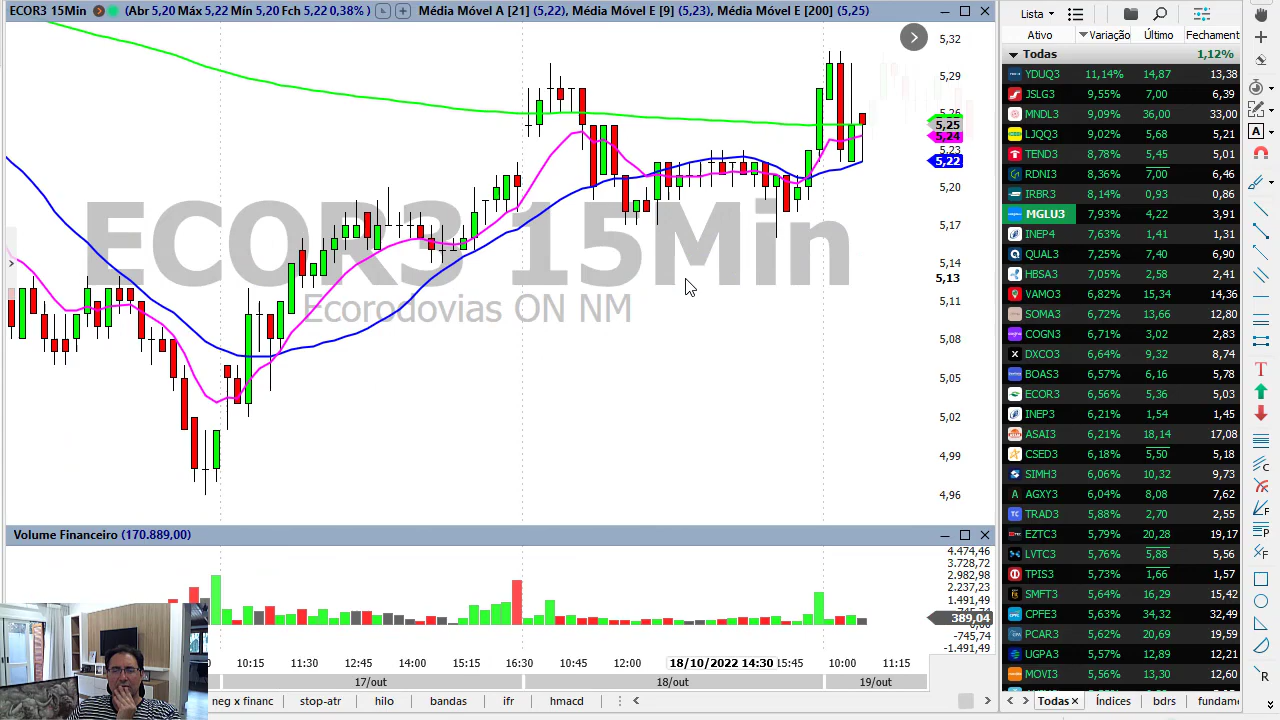 ECOR3 15Min (Abr 5,20 Máx 5,22 Mín 5,20 Fch 5,22 0,38%) Média Móvel A [21] (5,22), Média Móvel E [9] (5,23), Média Móvel E [200] (5,25)
5,32
5,29
5,26
5,25
5,24
5,23
5,22
5,20
5,17
5,14
5,13
5,11
5,08
5,05
5,02
4,99
4,96
ECOR3 15Min
Ecorodovias ON NM
Volume Financeiro (170.889,00)
4.474,46
3.728,72
2.982,98
2.237,23
1.491,49
389,04
-745,74
-1.491,49
10:15 11:30 12:45 14:00 15:15 16:30 10:45 12:00 18/10/2022 14:30 15:45 10:00 11:15
17/out 18/out 19/out
neg x financ stop-atr hilo bandas ifr hmacd
Lista
Ativo Variação Último Fechament
Todas 1,12%
YDUQ3 11,14% 14,87 13,38
JSLG3 9,55% 7,00 6,39
MNDL3 9,09% 36,00 33,00
LJQQ3 9,02% 5,68 5,21
TEND3 8,78% 5,45 5,01
RDNI3 8,36% 7,00 6,46
IRBR3 8,14% 0,93 0,86
MGLU3 7,93% 4,22 3,91
INEP4 7,63% 1,41 1,31
QUAL3 7,25% 7,40 6,90
HBSA3 7,05% 2,58 2,41
VAMO3 6,82% 15,34 14,36
SOMA3 6,72% 13,66 12,80
COGN3 6,71% 3,02 2,83
DXCO3 6,64% 9,32 8,74
BOAS3 6,57% 6,16 5,78
ECOR3 6,56% 5,36 5,03
INEP3 6,21% 1,54 1,45
ASAI3 6,21% 18,14 17,08
CSED3 6,18% 5,50 5,18
SIMH3 6,06% 10,32 9,73
AGXY3 6,04% 8,08 7,62
TRAD3 5,88% 2,70 2,55
EZTC3 5,79% 20,28 19,17
LVTC3 5,76% 5,88 5,56
TPIS3 5,73% 1,66 1,57
SMFT3 5,64% 16,29 15,42
CPFE3 5,63% 34,32 32,49
PCAR3 5,62% 20,69 19,59
UGPA3 5,57% 12,89 12,21
MOVI3 5,56% 13,30 12,60
Todas Índices bdrs fundame